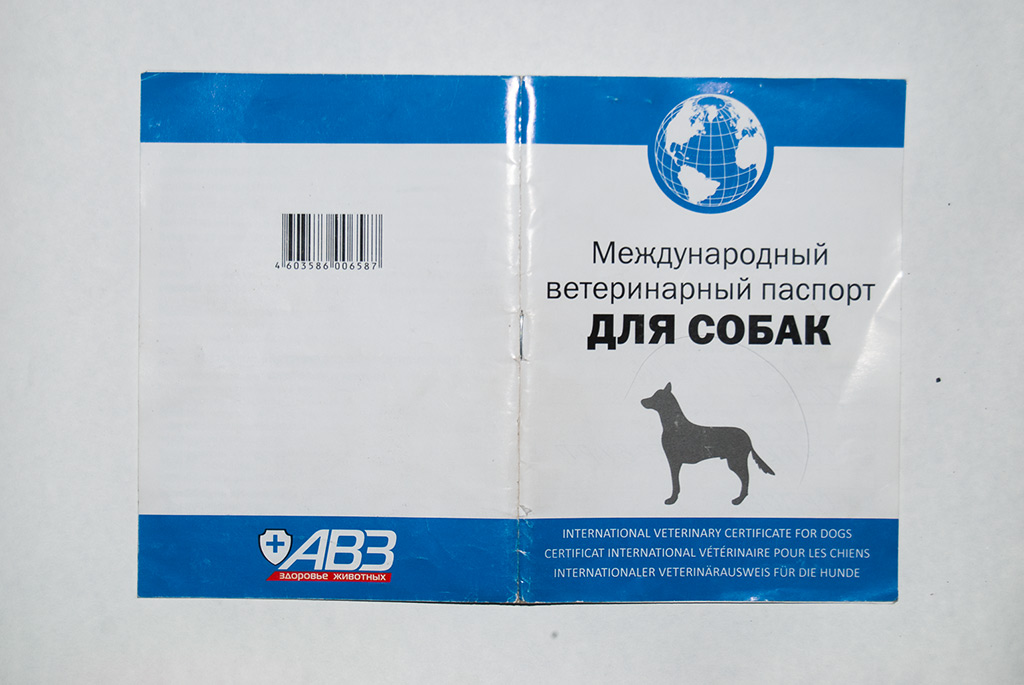 4 603586 006587
АВЗ
ЗДОРОВЬЕ ЖИВОТНЫХ
Международный
ветеринарный паспорт
ДЛЯ СОБАК
INTERNATIONAL VETERINARY CERTIFICATE FOR DOGS
CERTIFICAT INTERNATIONAL VÉTÉRINAIRE POUR LES CHIENS
INTERNATIONALER VETERINÄRAUSWEIS FÜR DIE HUNDE